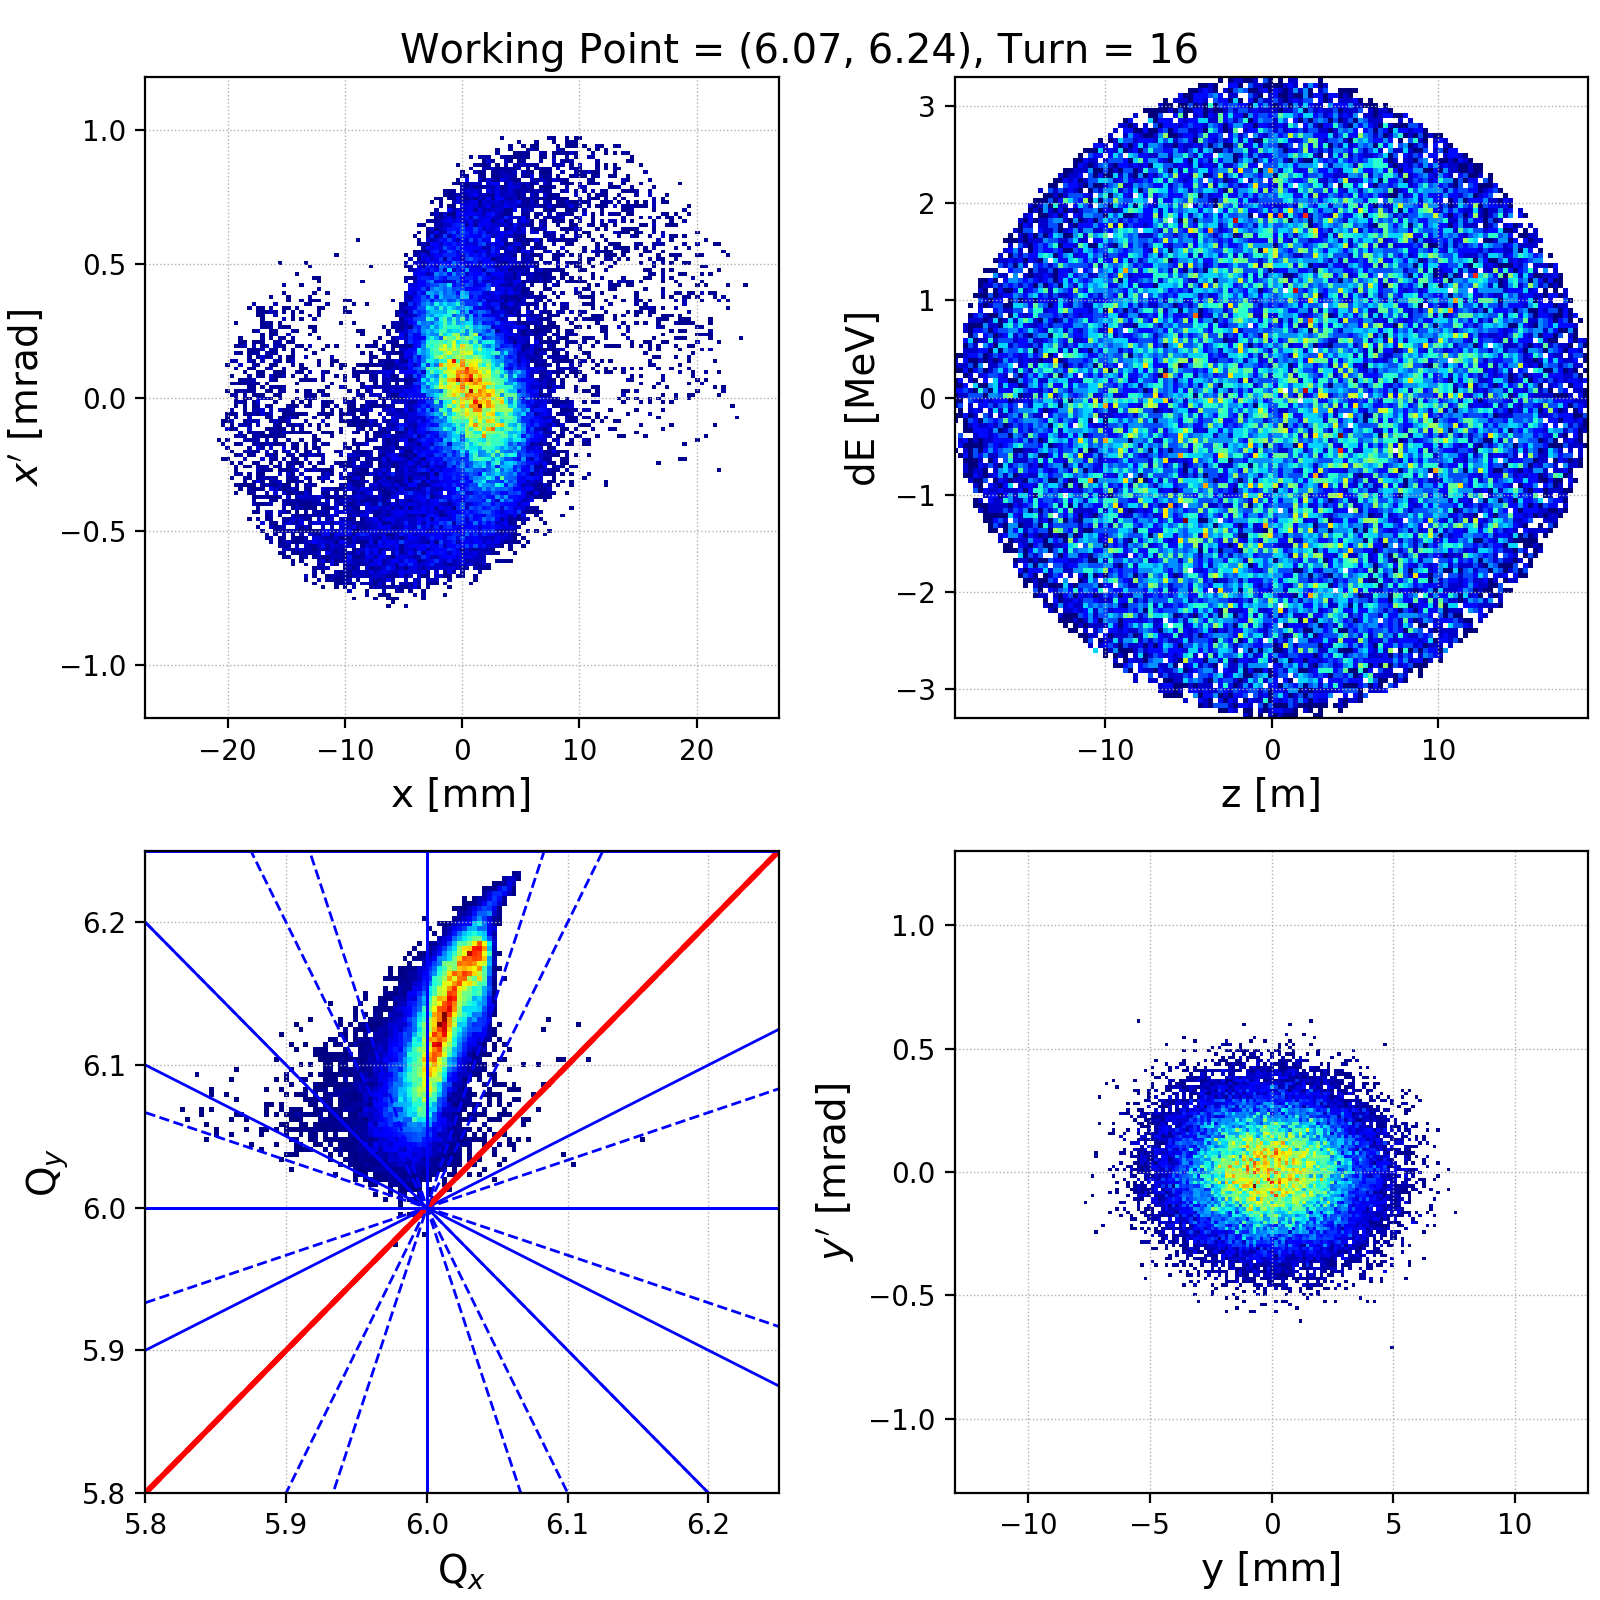 Working Point = (6.07, 6.24), Turn = 16
1.0
0.5
0.0
−0.5
−1.0
x′ [mrad]
−20 −10 0 10 20
x [mm]
3
2
1
0
−1
−2
−3
dE [MeV]
−10 0 10
z [m]
6.2
6.1
6.0
5.9
5.8
Qy
5.8 5.9 6.0 6.1 6.2
Qx
1.0
0.5
0.0
−0.5
−1.0
y′ [mrad]
−10 −5 0 5 10
y [mm]